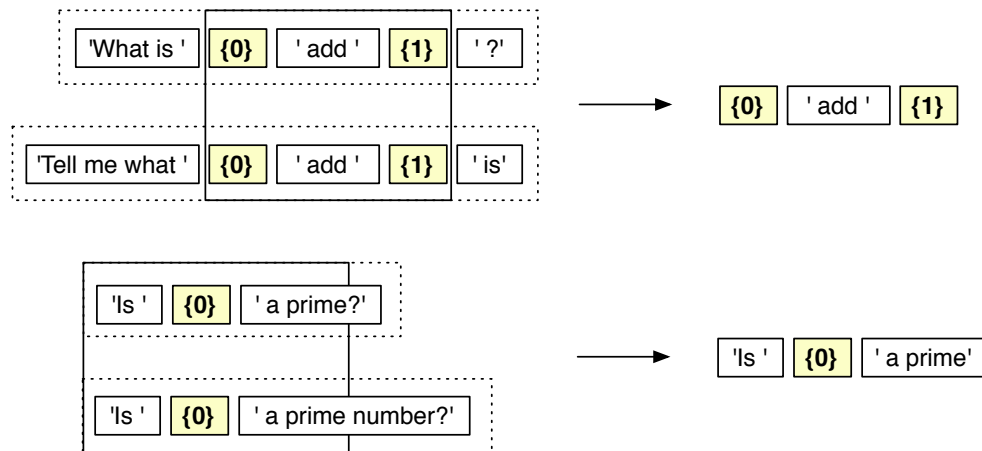 'What is ' {0} ' add ' {1} ' ?'
{0} ' add ' {1}
'Tell me what ' {0} ' add ' {1} ' is'
'Is ' {0} ' a prime?'
'Is ' {0} ' a prime'
'Is ' {0} ' a prime number?'